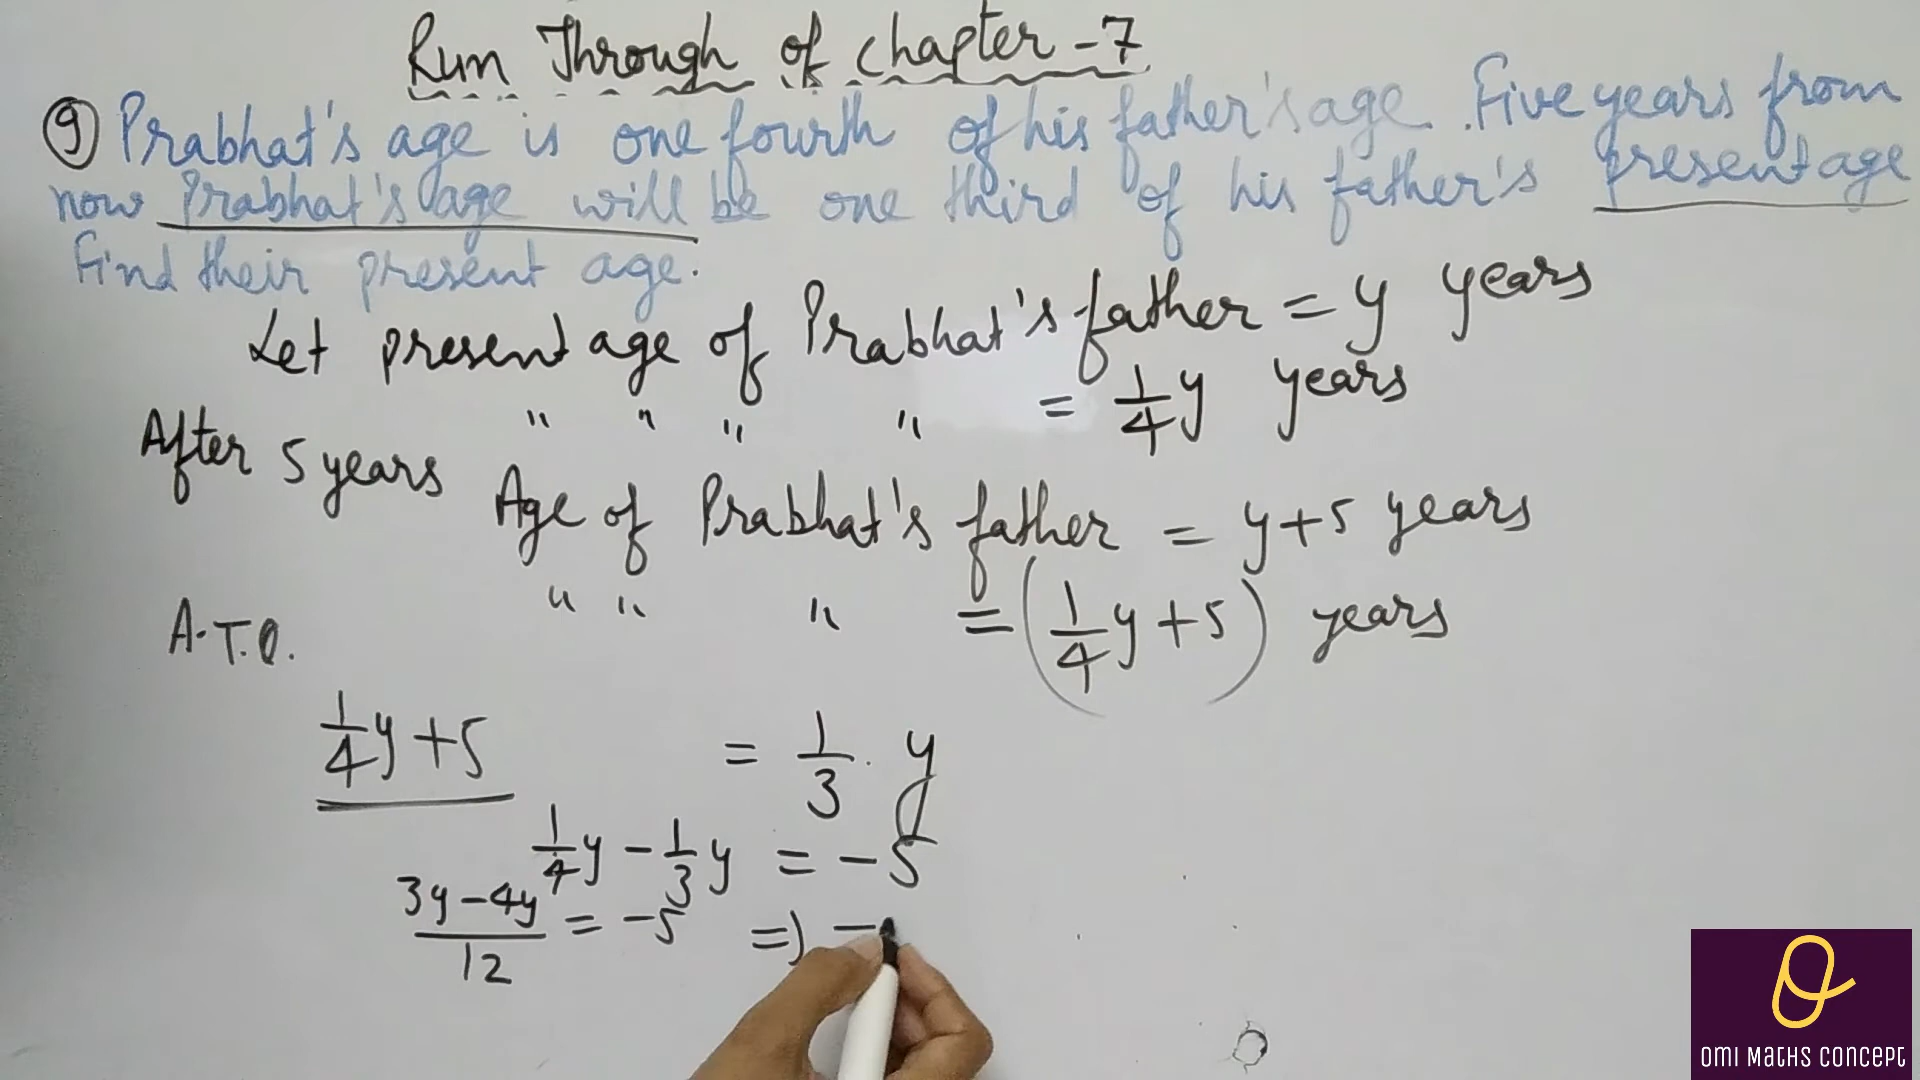 Run Through of chapter-7
9 Prabhat's age is one fourth of his father's age. Five years from
now Prabhat's age will be one third of his father's present age
Find their present age.
Let present age of Prabhat's father = y years
" " " " = 1/4 y years
After 5 years Age of Prabhat's father = y+5 years
" " " = (1/4 y + 5) years
A.T.Q.
1/4 y + 5 = 1/3 . y
1/4 y - 1/3 y = -5
3y-4y/12 = -5 => -
OMI MATHS CONCEPT